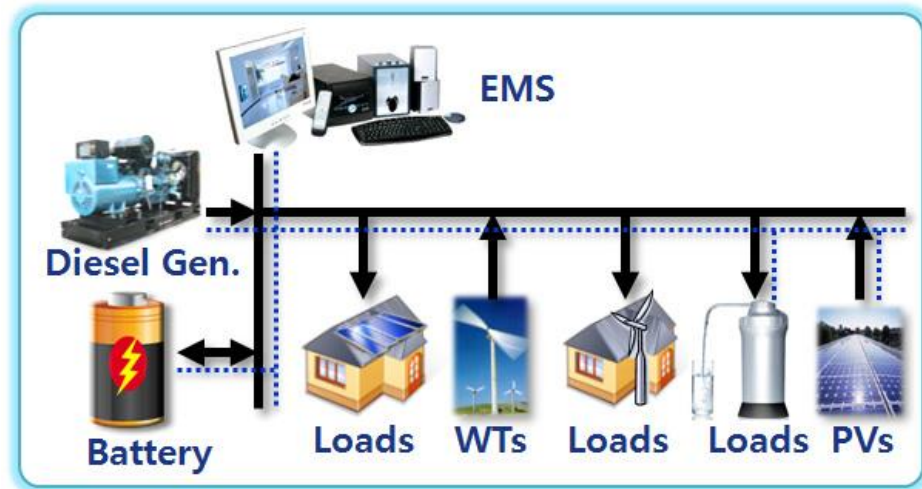 EMS
Diesel Gen.
Battery
Loads
WTs
Loads
Loads
PVs